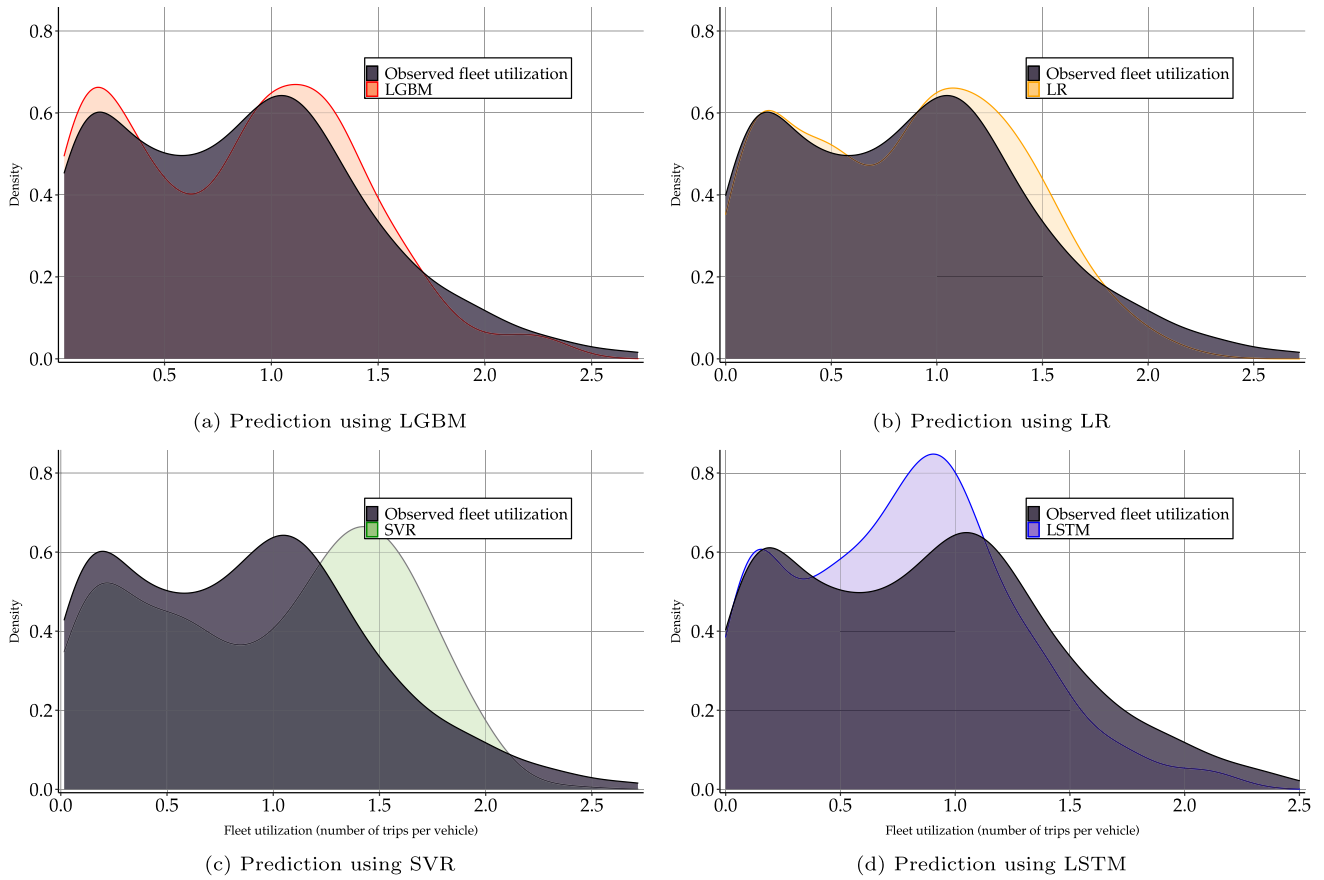 0.8
0.6
0.4
0.2
0.0
Density
Observed fleet utilization
LGBM
0.5 1.0 1.5 2.0 2.5
(a) Prediction using LGBM
0.8
0.6
0.4
0.2
0.0
Density
Observed fleet utilization
LR
0.0 0.5 1.0 1.5 2.0 2.5
(b) Prediction using LR
0.8
0.6
0.4
0.2
0.0
Density
Observed fleet utilization
SVR
0.0 0.5 1.0 1.5 2.0 2.5
Fleet utilization (number of trips per vehicle)
(c) Prediction using SVR
0.8
0.6
0.4
0.2
0.0
Density
Observed fleet utilization
LSTM
0.0 0.5 1.0 1.5 2.0 2.5
Fleet utilization (number of trips per vehicle)
(d) Prediction using LSTM